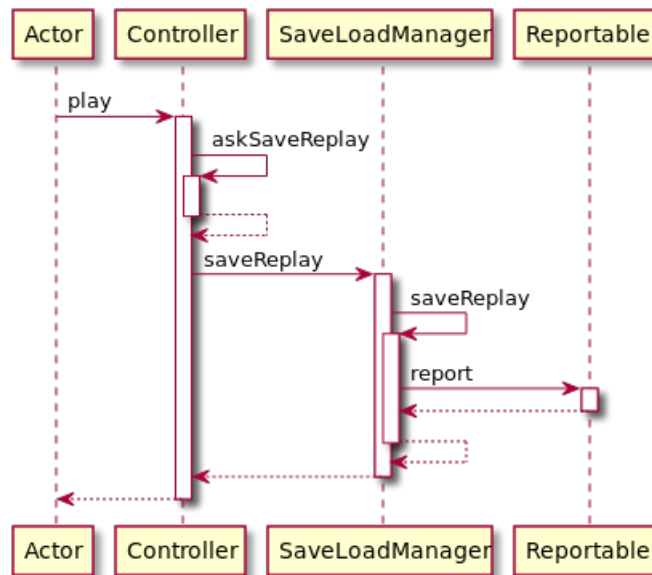 Actor Controller SaveLoadManager Reportable
play
askSaveReplay
saveReplay
saveReplay
report
Actor Controller SaveLoadManager Reportable